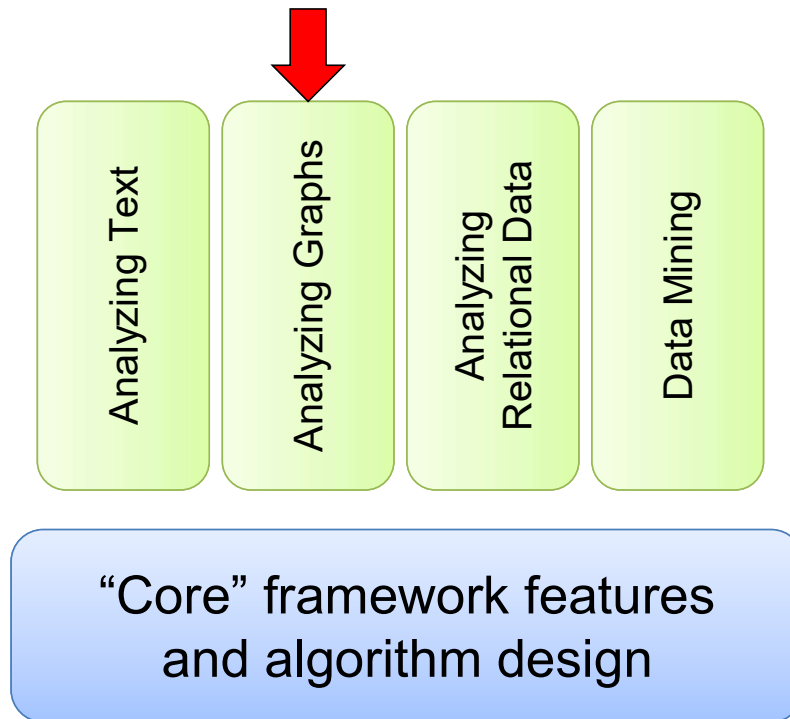 Analyzing Text
Analyzing Graphs
Analyzing
Relational Data
Data Mining
“Core” framework features
and algorithm design